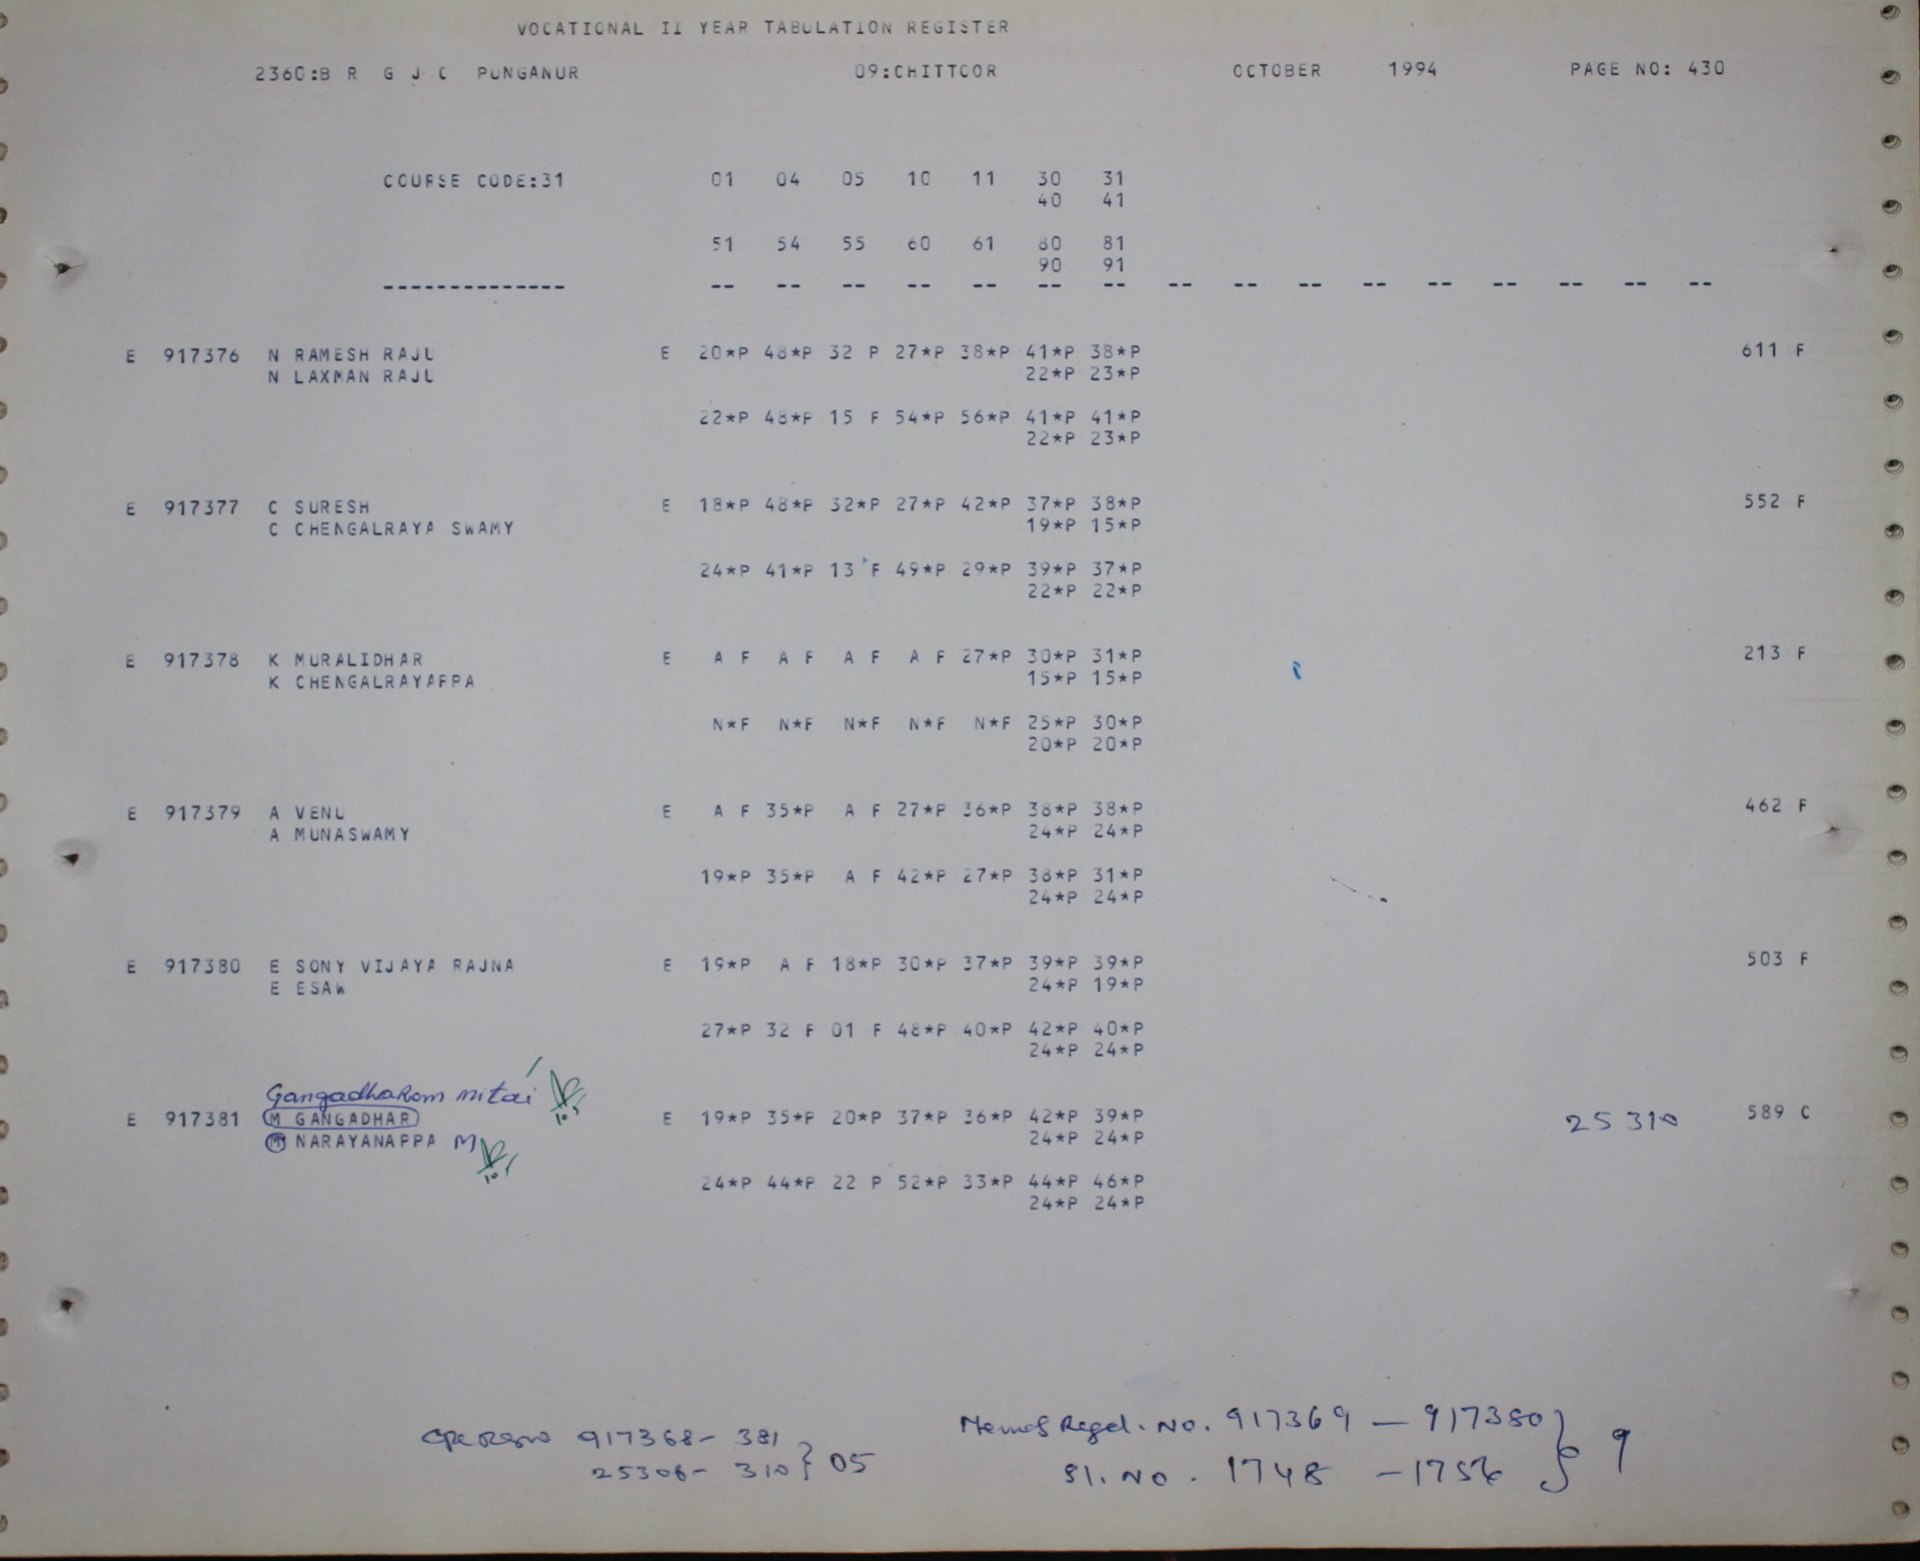 VOCATIONAL II YEAR TABULATION REGISTER
2360:B R G J C PUNGANUR 09:CHITTOOR OCTOBER 1994 PAGE NO: 430
COURSE CODE:31 01 04 05 10 11 30 31
40 41
51 54 55 60 61 80 81
90 91
-------------- -- -- -- -- -- -- -- -- -- -- -- -- -- -- -- --
E 917376 N RAMESH RAJU E 20*P 48*P 32 P 27*P 38*P 41*P 38*P 611 F
N LAXMAN RAJU 22*P 23*P
22*P 48*P 15 F 54*P 56*P 41*P 41*P
22*P 23*P
E 917377 C SURESH E 18*P 48*P 32*P 27*P 42*P 37*P 38*P 552 F
C CHENGALRAYA SWAMY 19*P 15*P
24*P 41*P 13 F 49*P 29*P 39*P 37*P
22*P 22*P
E 917378 K MURALIDHAR E A F A F A F A F 27*P 30*P 31*P 213 F
K CHENGALRAYAPPA 15*P 15*P
N*F N*F N*F N*F N*F 25*P 30*P
20*P 20*P
E 917379 A VENU E A F 35*P A F 27*P 36*P 38*P 38*P 462 F
A MUNASWAMY 24*P 24*P
19*P 35*P A F 42*P 27*P 38*P 31*P
24*P 24*P
E 917380 E SONY VIJAYA RAJNA E 19*P A F 18*P 30*P 37*P 39*P 39*P 503 F
E ESAW 24*P 19*P
27*P 32 F 01 F 48*P 40*P 42*P 40*P
24*P 24*P
Gangadharam mitai
E 917381 M GANGADHAR E 19*P 35*P 20*P 37*P 36*P 42*P 39*P 25310 589 C
M NARAYANAPPA M 24*P 24*P
24*P 44*P 22 P 52*P 33*P 44*P 46*P
24*P 24*P
917368- 381
25306- 310 } 05
Memos Regd. No. 917369 — 917380
Sl. No. 1748 - 1756 } 9